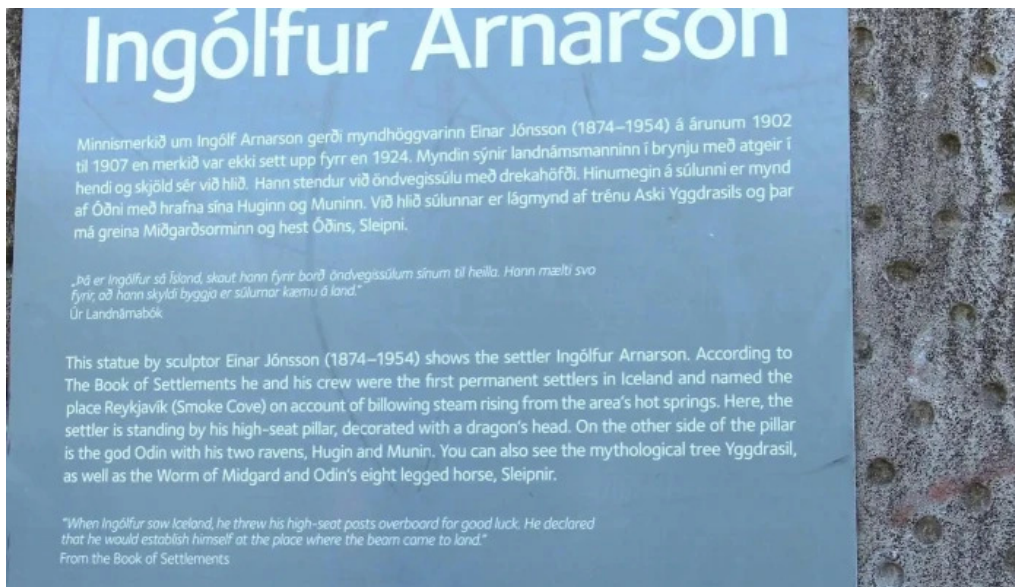 Ingólfur Arnarson
Minnismerkið um Ingólf Arnarson gerði myndhöggvarinn Einar Jónsson (1874–1954) á árunum 1902
til 1907 en merkið var ekki sett upp fyrr en 1924. Myndin sýnir landnámsmanninn í brynju með atgeir í
hendi og skjöld sér við hlið. Hann stendur við öndvegissúlu með drekahöfði. Hinumegin á súlunni er mynd
af Óðni með hrafna sína Huginn og Muninn. Við hlið súlunnar er lágmynd af trénu Aski Yggdrasils og þar
má greina Miðgarðsorminn og hest Óðins, Sleipni.
„Þá er Ingólfur sá Ísland, skaut hann fyrir borð öndvegissúlum sínum til heilla. Hann mælti svo
fyrir, að hann skyldi byggja er súlurnar kæmu á land."
Úr Landnámabók
This statue by sculptor Einar Jónsson (1874–1954) shows the settler Ingólfur Arnarson. According to
The Book of Settlements he and his crew were the first permanent settlers in Iceland and named the
place Reykjavík (Smoke Cove) on account of billowing steam rising from the area's hot springs. Here, the
settler is standing by his high-seat pillar, decorated with a dragon's head. On the other side of the pillar
is the god Odin with his two ravens, Hugin and Munin. You can also see the mythological tree Yggdrasil,
as well as the Worm of Midgard and Odin's eight legged horse, Sleipnir.
"When Ingólfur saw Iceland, he threw his high-seat posts overboard for good luck. He declared
that he would establish himself at the place where the beam came to land."
From the Book of Settlements